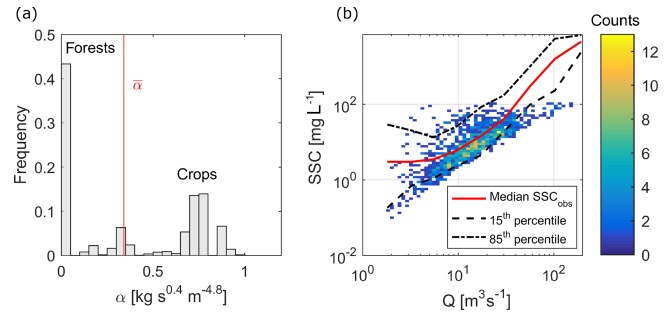 (a)
Forests
α̅
Crops
Frequency
0.5
0.4
0.3
0.2
0.1
0
0
0.5
1
α [kg s^0.4 m^-4.8]
(b)
SSC [mg L^-1]
10^2
10^0
10^-2
10^0
10^1
10^2
Q [m^3s^-1]
Median SSC_obs
15^th percentile
85^th percentile
Counts
12
10
8
6
4
2
0